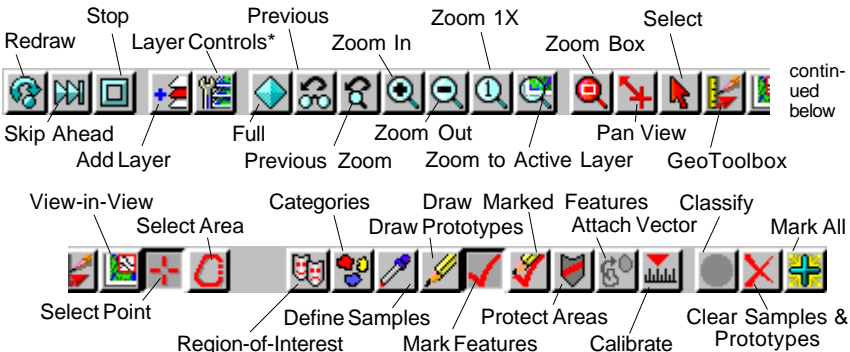 Stop
Previous
Zoom 1X
Select
Redraw
Layer Controls*
Zoom In
Zoom Box
contin-
ued
below
1
Skip Ahead
Full
Zoom Out
Pan View
Add Layer
Previous Zoom
Zoom to Active Layer
GeoToolbox
View-in-View
Categories
Draw Marked Features
Classify
Select Area
Draw Prototypes
Attach Vector
Mark All
Select Point
Define Samples
Protect Areas
Clear Samples &
Prototypes
Region-of-Interest
Mark Features
Calibrate